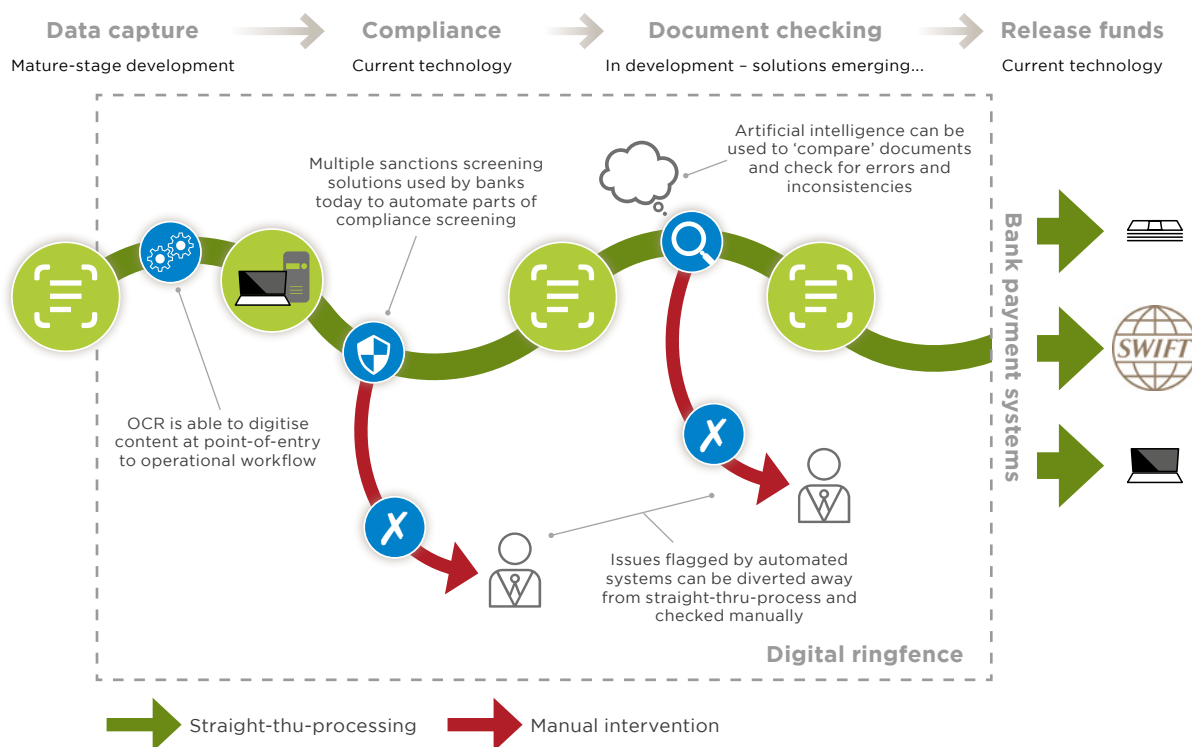 Data capture
Compliance
Document checking
Release funds
Mature-stage development
Current technology
In development – solutions emerging...
Current technology
Multiple sanctions screening
solutions used by banks
today to automate parts of
compliance screening
Artificial intelligence can be
used to ‘compare’ documents
and check for errors and
inconsistencies
OCR is able to digitise
content at point-of-entry
to operational workflow
✗
✗
Issues flagged by automated
systems can be diverted away
from straight-thru-process and
checked manually
Bank payment systems
SWIFT
Digital ringfence
Straight-thu-processing
Manual intervention